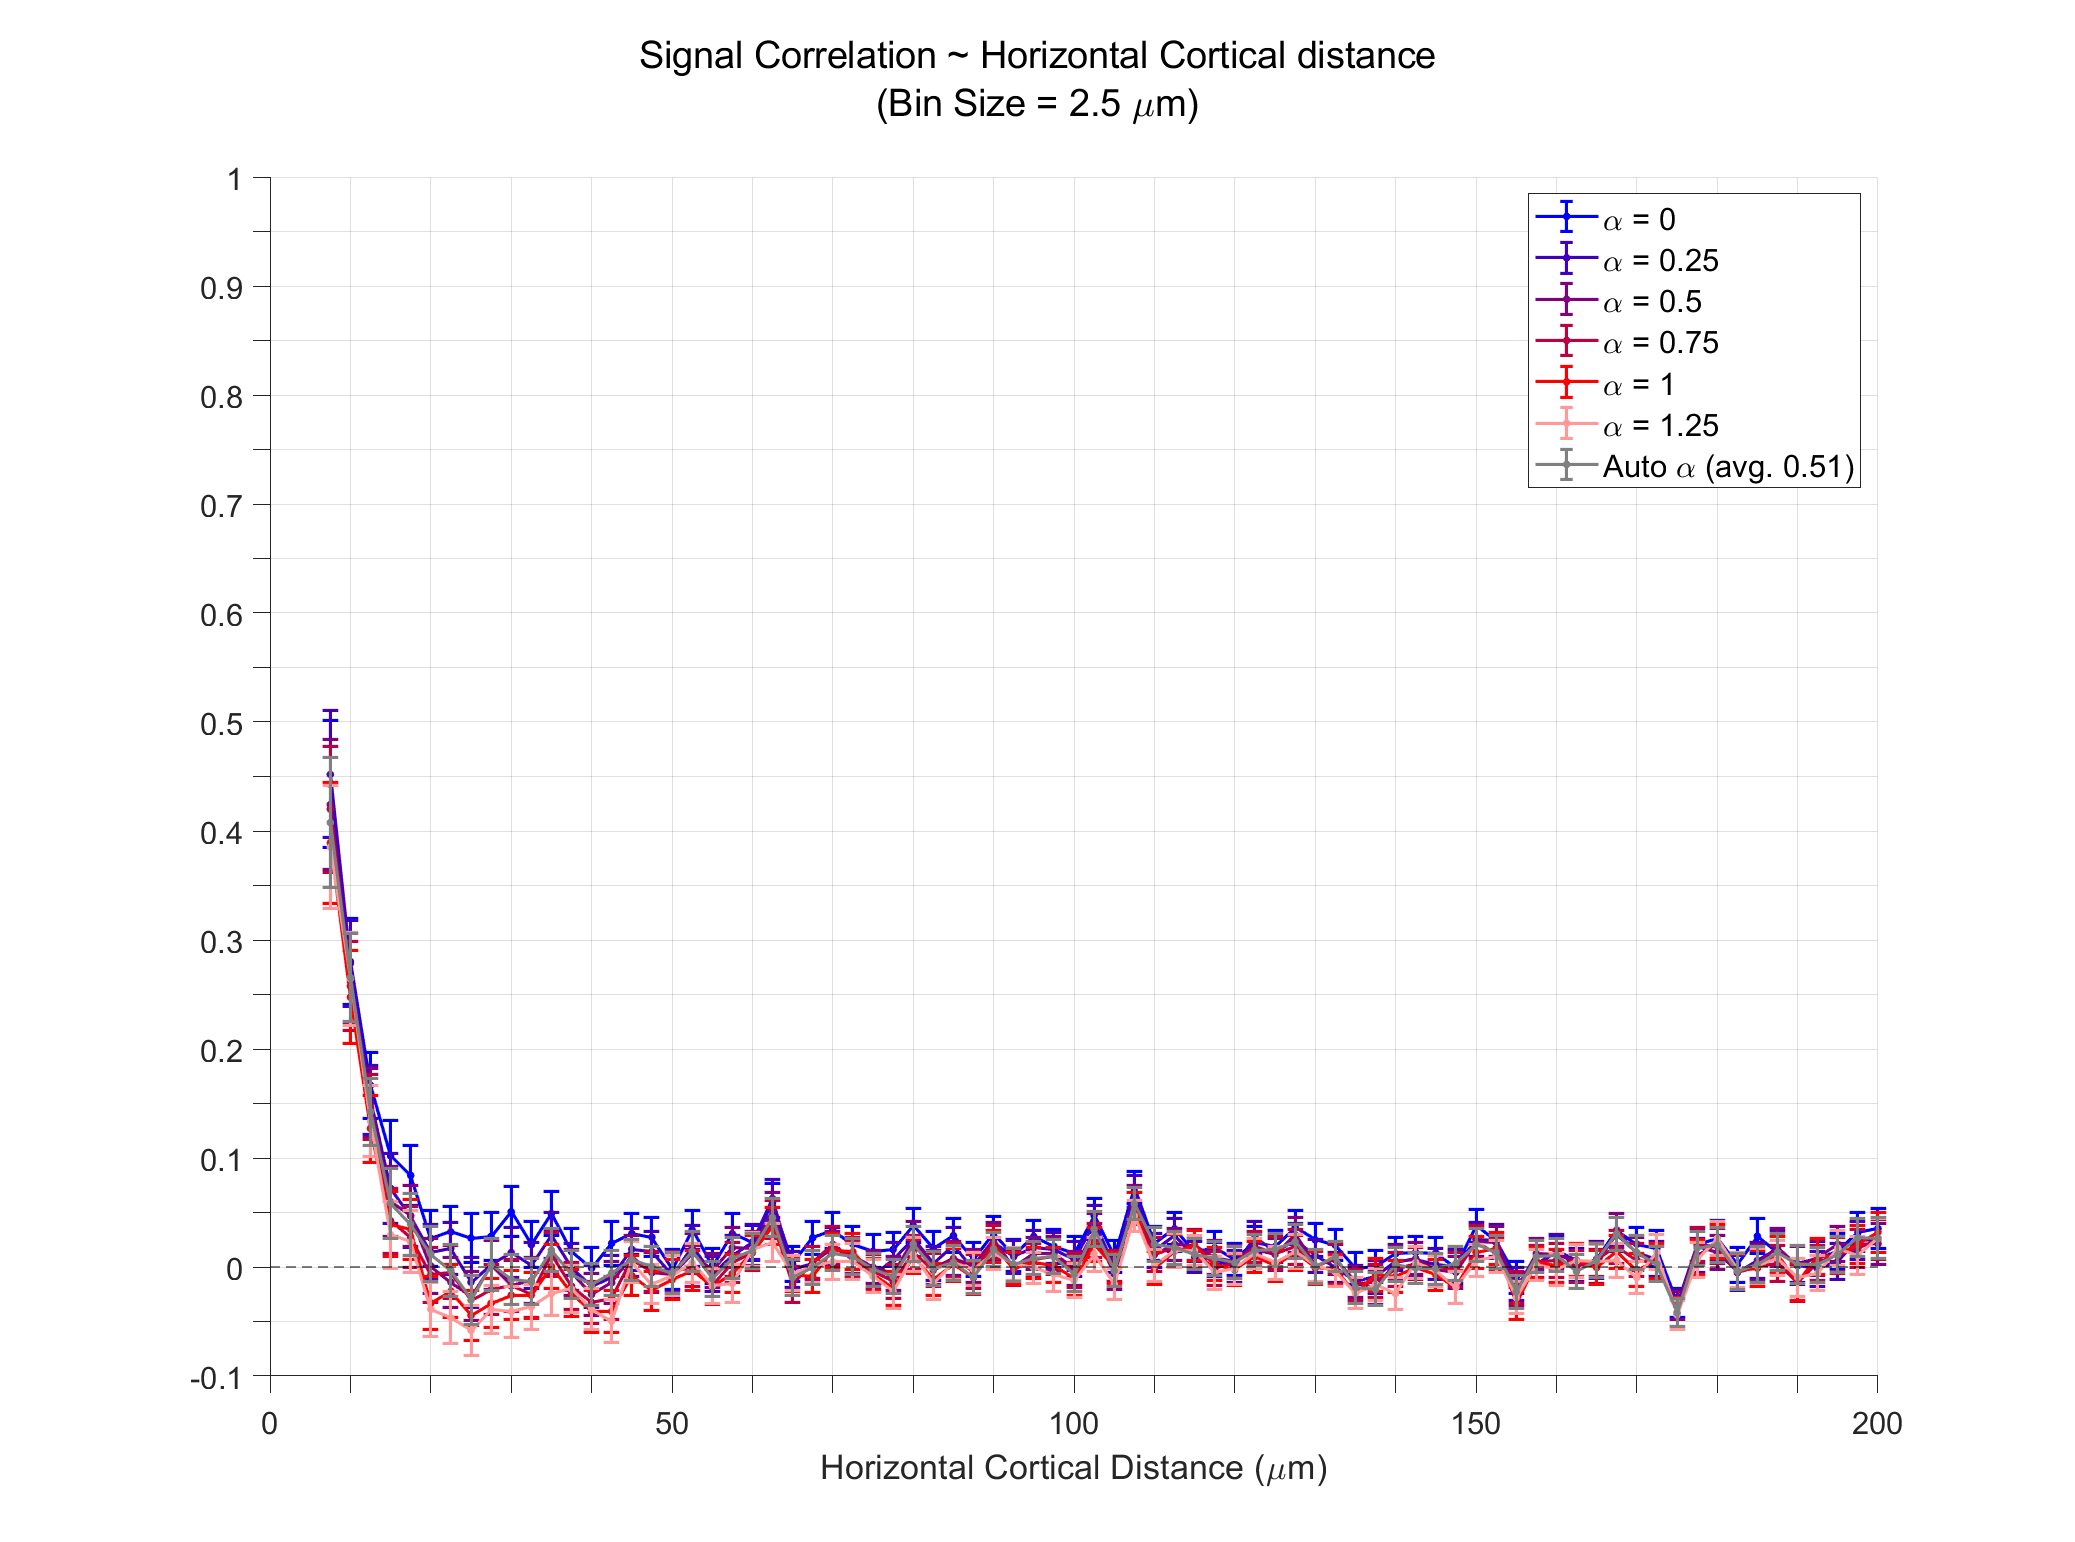 Signal Correlation ~ Horizontal Cortical distance
(Bin Size = 2.5 μm)
1
0.9
0.8
0.7
0.6
0.5
0.4
0.3
0.2
0.1
0
-0.1
α = 0
α = 0.25
α = 0.5
α = 0.75
α = 1
α = 1.25
Auto α (avg. 0.51)
0 50 100 150 200
Horizontal Cortical Distance (μm)